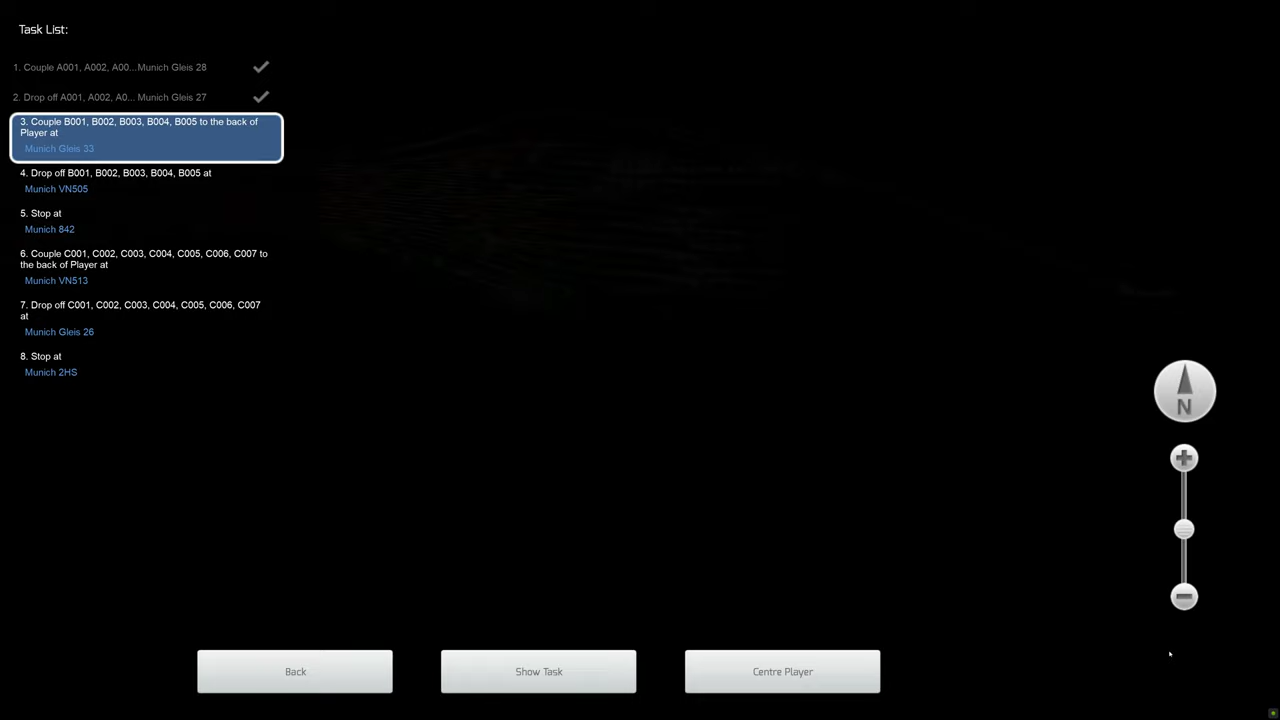 Task List:
1. Couple A001, A002, A00...Munich Gleis 28
2. Drop off A001, A002, A0... Munich Gleis 27
3. Couple B001, B002, B003, B004, B005 to the back of
Player at
Munich Gleis 33
4. Drop off B001, B002, B003, B004, B005 at
Munich VN505
5. Stop at
Munich 842
6. Couple C001, C002, C003, C004, C005, C006, C007 to
the back of Player at
Munich VN513
7. Drop off C001, C002, C003, C004, C005, C006, C007
at
Munich Gleis 26
8. Stop at
Munich 2HS
N
Back
Show Task
Centre Player